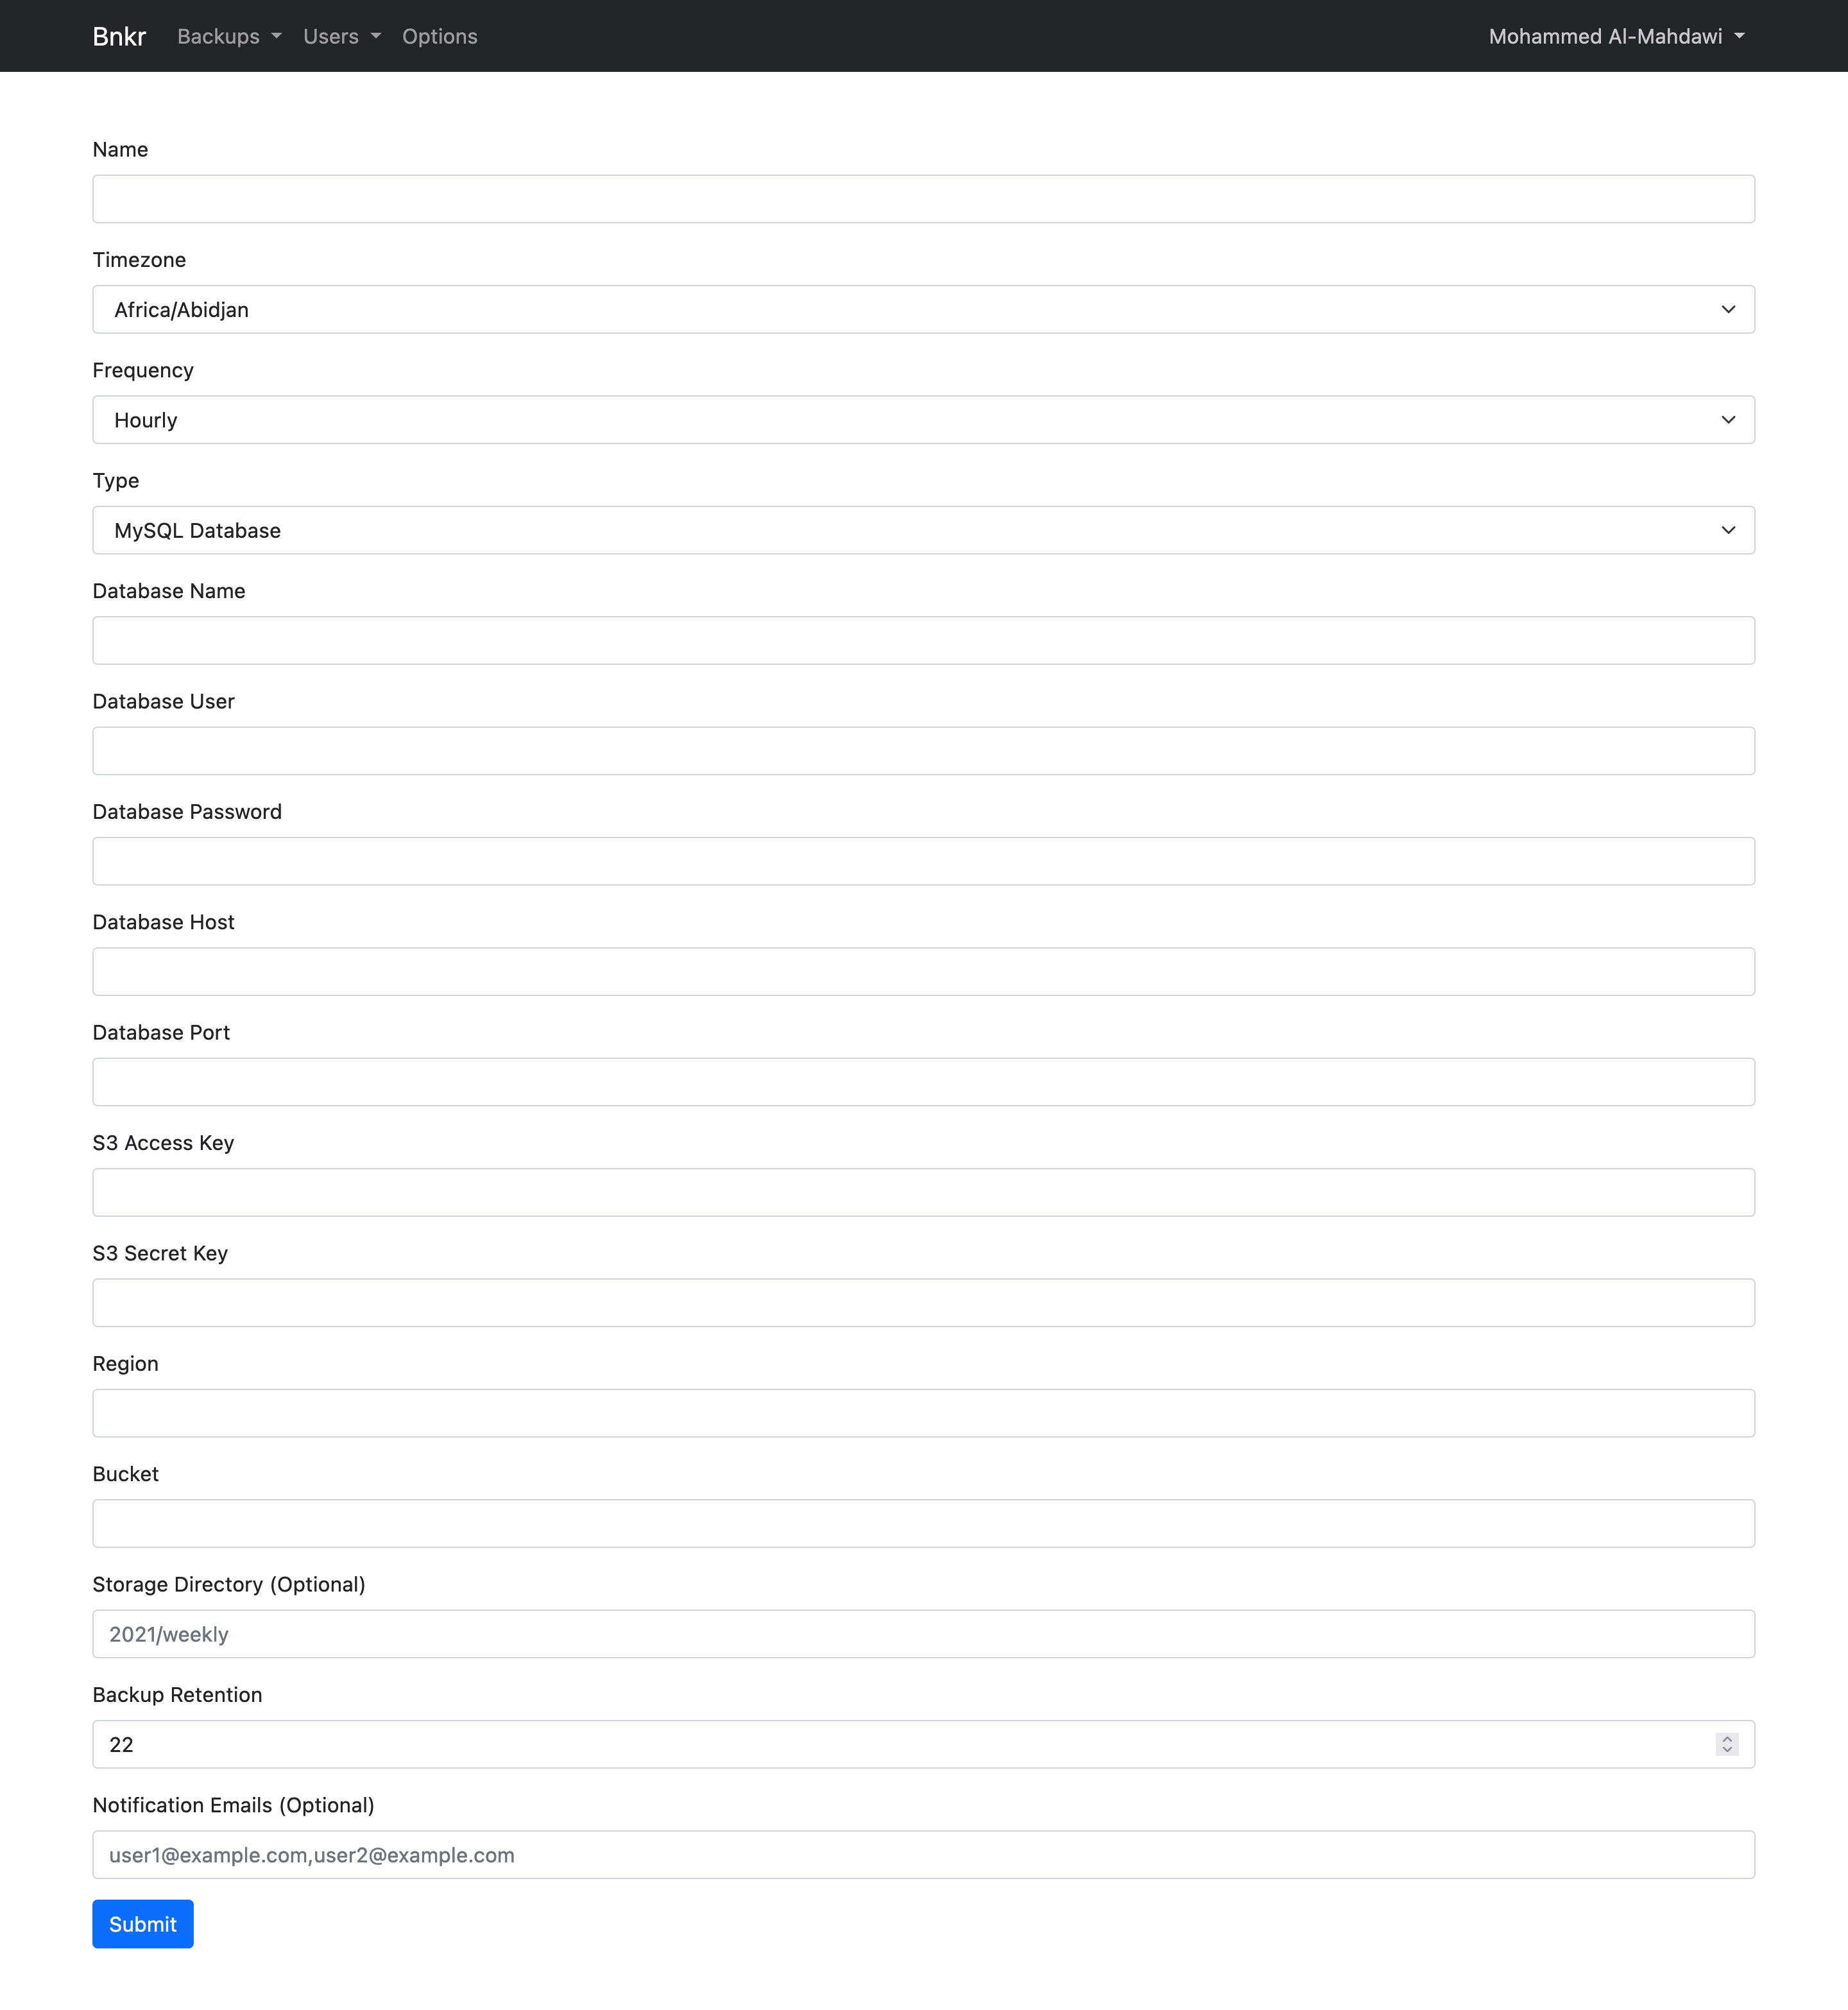 Bnkr Backups Users Options Mohammed Al-Mahdawi
Name
Timezone
Africa/Abidjan
Frequency
Hourly
Type
MySQL Database
Database Name
Database User
Database Password
Database Host
Database Port
S3 Access Key
S3 Secret Key
Region
Bucket
Storage Directory (Optional)
2021/weekly
Backup Retention
22
Notification Emails (Optional)
user1@example.com,user2@example.com
Submit